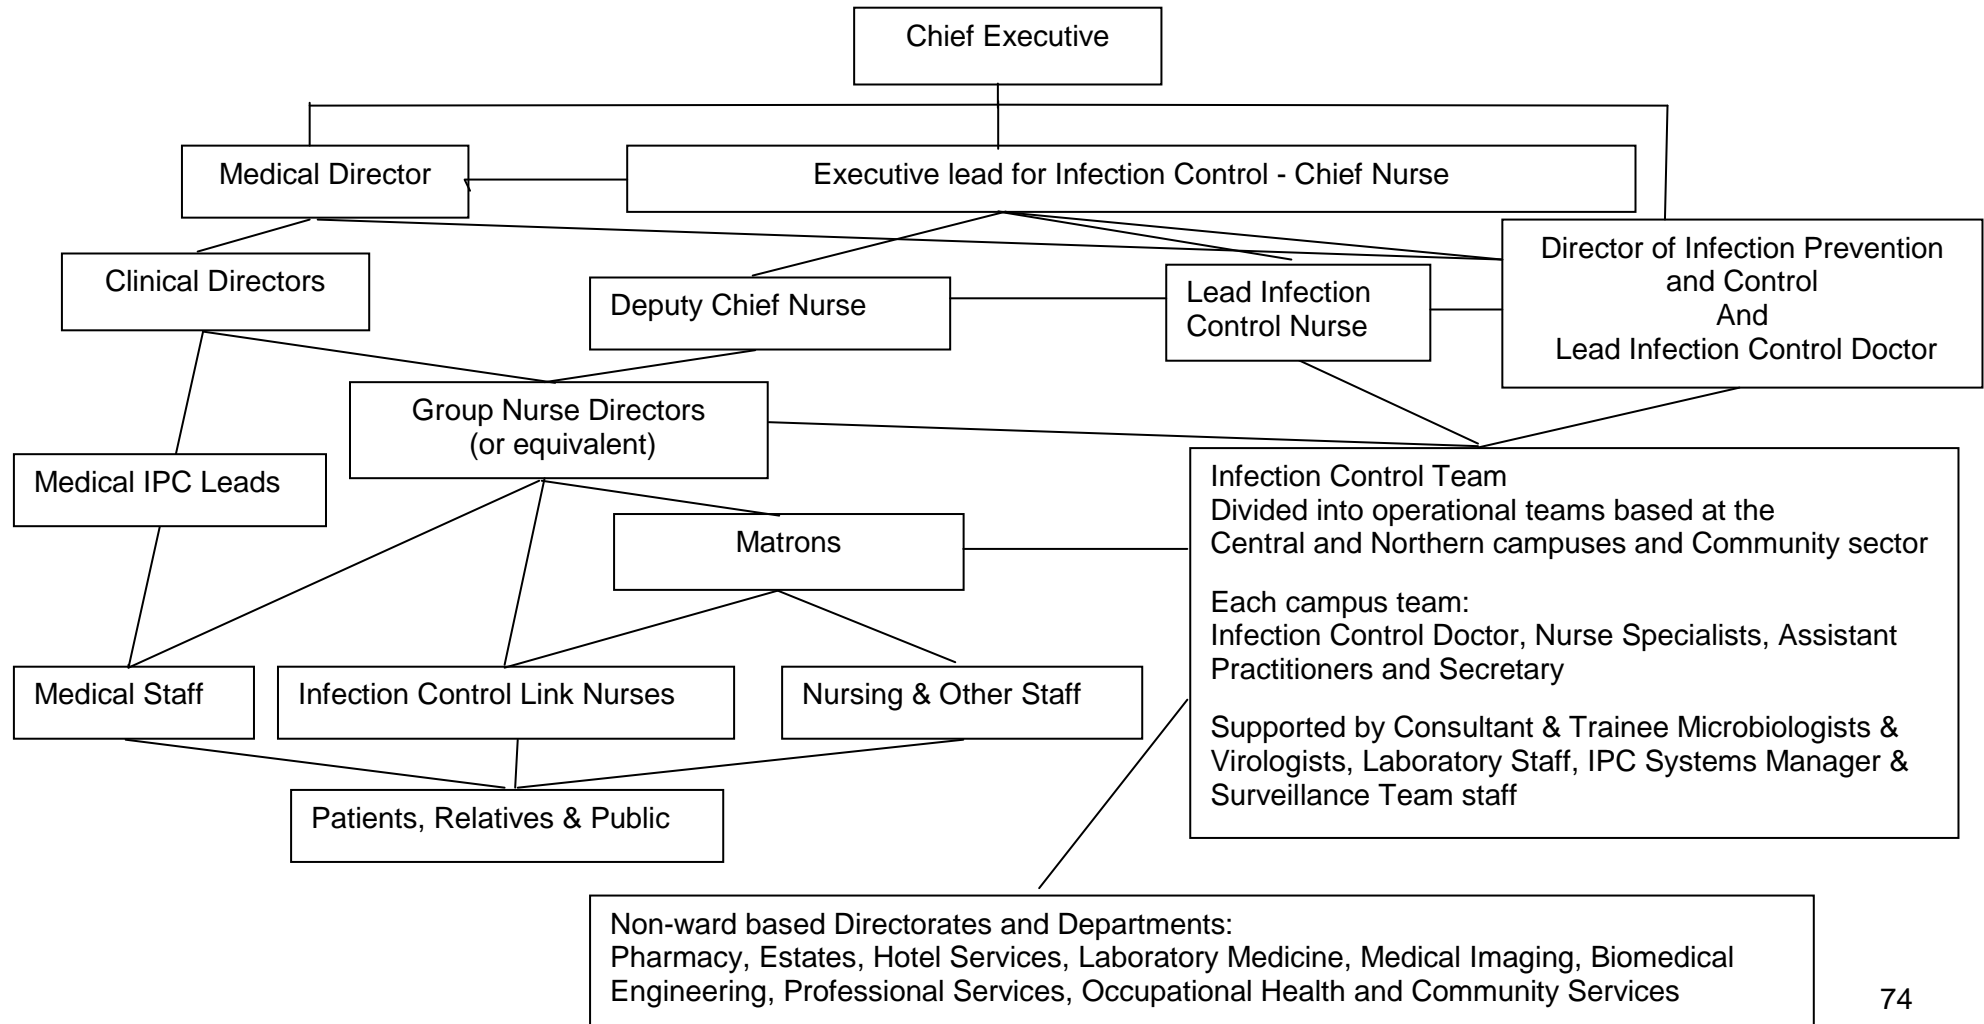 Chief Executive
Medical Director
Executive lead for Infection Control - Chief Nurse
Clinical Directors
Deputy Chief Nurse
Lead Infection
Control Nurse
Director of Infection Prevention
and Control
And
Lead Infection Control Doctor
Group Nurse Directors
(or equivalent)
Medical IPC Leads
Matrons
Infection Control Team
Divided into operational teams based at the
Central and Northern campuses and Community sector
Each campus team:
Infection Control Doctor, Nurse Specialists, Assistant
Practitioners and Secretary
Supported by Consultant & Trainee Microbiologists &
Virologists, Laboratory Staff, IPC Systems Manager &
Surveillance Team staff
Medical Staff
Infection Control Link Nurses
Nursing & Other Staff
Patients, Relatives & Public
Non-ward based Directorates and Departments:
Pharmacy, Estates, Hotel Services, Laboratory Medicine, Medical Imaging, Biomedical
Engineering, Professional Services, Occupational Health and Community Services
74